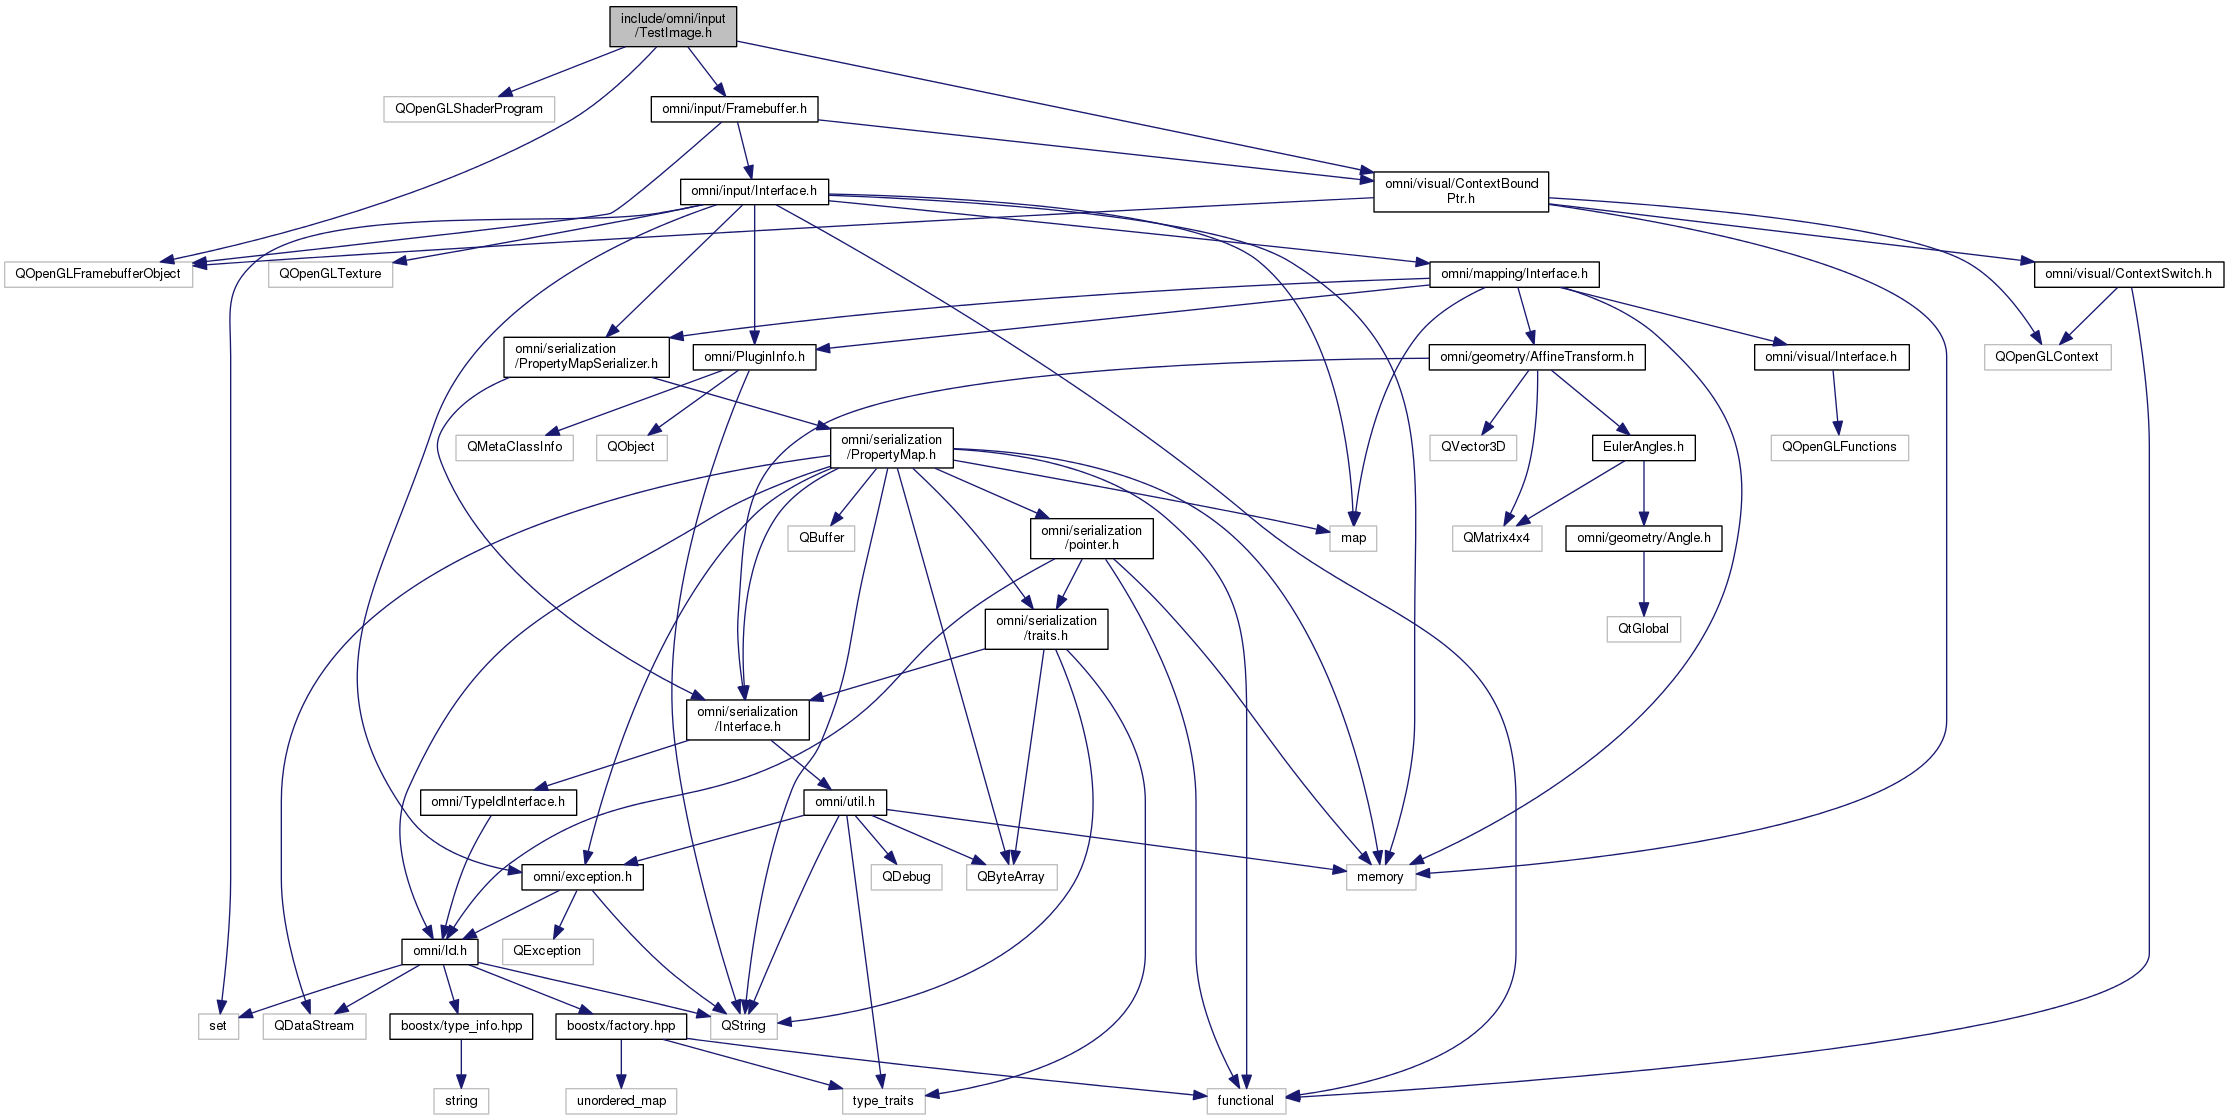 include/omni/input
/TestImage.h
QOpenGLShaderProgram
omni/input/Framebuffer.h
omni/input/Interface.h
omni/visual/ContextBound
Ptr.h
QOpenGLFramebufferObject
QOpenGLTexture
omni/mapping/Interface.h
omni/visual/ContextSwitch.h
omni/serialization
/PropertyMapSerializer.h
omni/PluginInfo.h
omni/geometry/AffineTransform.h
omni/visual/Interface.h
QOpenGLContext
QMetaClassInfo
QObject
omni/serialization
/PropertyMap.h
QVector3D
EulerAngles.h
QOpenGLFunctions
QBuffer
omni/serialization
/pointer.h
map
QMatrix4x4
omni/geometry/Angle.h
omni/serialization
/traits.h
QtGlobal
omni/serialization
/Interface.h
omni/TypeIdInterface.h
omni/util.h
omni/exception.h
QDebug
QByteArray
memory
omni/Id.h
QException
set
QDataStream
boostx/type_info.hpp
boostx/factory.hpp
QString
string
unordered_map
type_traits
functional